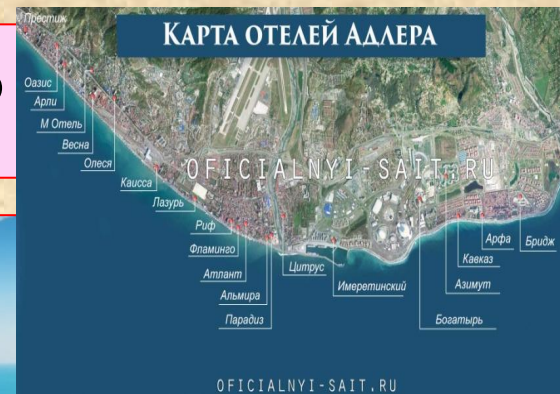 КАРТА ОТЕЛЕЙ АДЛЕРА
Престиж
Оазис
Арли
М Отель
Весна
Олеся
Каисса
Лазурь
Риф
Фламинго
Атлант
Альмира
Парадиз
Цитрус
Имеретинский
Богатырь
Азимут
Кавказ
Арфа
Бридж
OFICIALNYI-SAIT.RU
OFICIALNYI-SAIT.RU